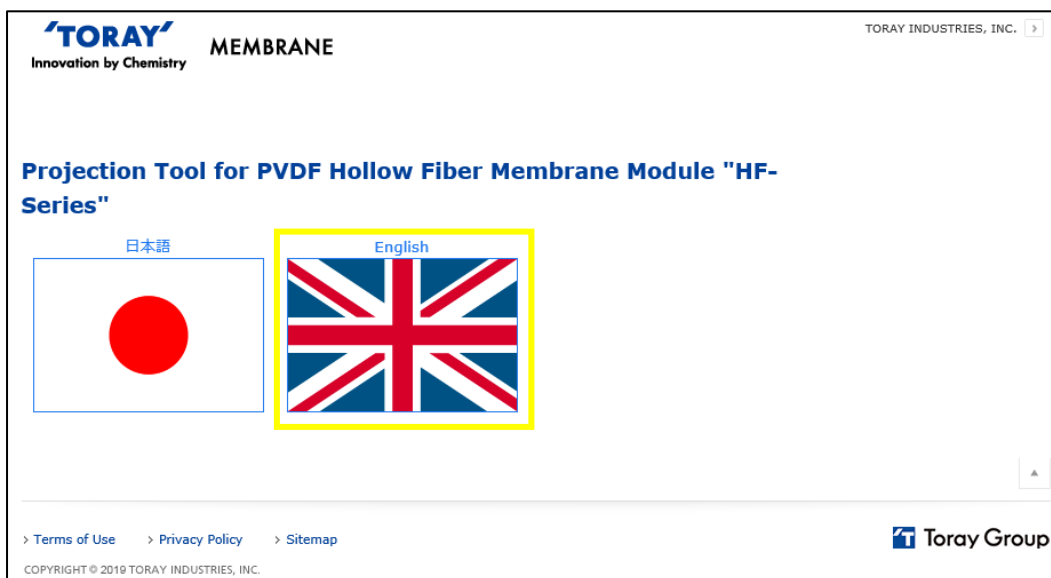 TORAY
Innovation by Chemistry
MEMBRANE
TORAY INDUSTRIES, INC.
Projection Tool for PVDF Hollow Fiber Membrane Module "HF-
Series"
日本語
English
Terms of Use
Privacy Policy
Sitemap
Toray Group
COPYRIGHT © 2019 TORAY INDUSTRIES, INC.